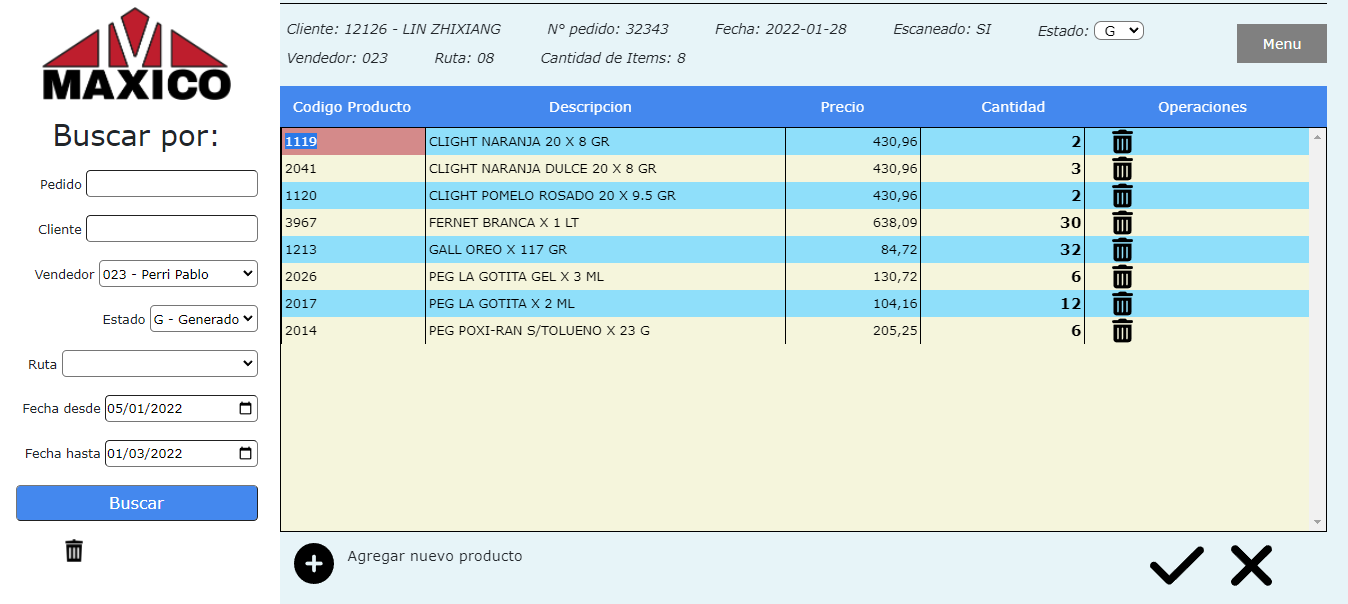 MAXICO
Buscar por:
Pedido
Cliente
Vendedor 023 - Perri Pablo
Estado G - Generado
Ruta
Fecha desde 05/01/2022
Fecha hasta 01/03/2022
Buscar
Cliente: 12126 - LIN ZHIXIANG N° pedido: 32343 Fecha: 2022-01-28 Escaneado: SI Estado: G
Menu
Vendedor: 023 Ruta: 08 Cantidad de Items: 8
Codigo Producto Descripcion Precio Cantidad Operaciones
1119 CLIGHT NARANJA 20 X 8 GR 430,96 2
2041 CLIGHT NARANJA DULCE 20 X 8 GR 430,96 3
1120 CLIGHT POMELO ROSADO 20 X 9.5 GR 430,96 2
3967 FERNET BRANCA X 1 LT 638,09 30
1213 GALL OREO X 117 GR 84,72 32
2026 PEG LA GOTITA GEL X 3 ML 130,72 6
2017 PEG LA GOTITA X 2 ML 104,16 12
2014 PEG POXI-RAN S/TOLUENO X 23 G 205,25 6
Agregar nuevo producto